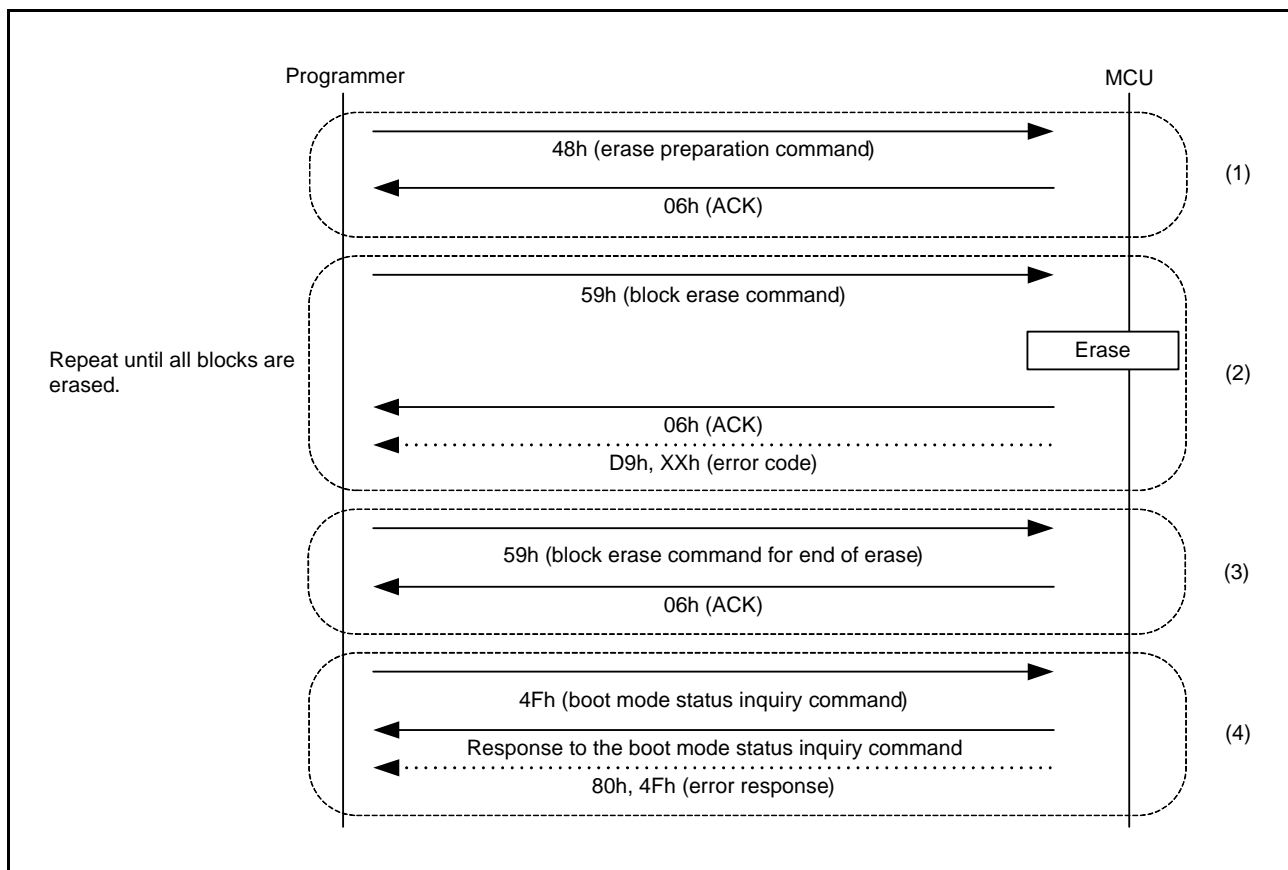 Programmer
MCU
48h (erase preparation command)
06h (ACK)
(1)
59h (block erase command)
Erase
Repeat until all blocks are
erased.
(2)
06h (ACK)
D9h, XXh (error code)
59h (block erase command for end of erase)
06h (ACK)
(3)
4Fh (boot mode status inquiry command)
Response to the boot mode status inquiry command
(4)
80h, 4Fh (error response)